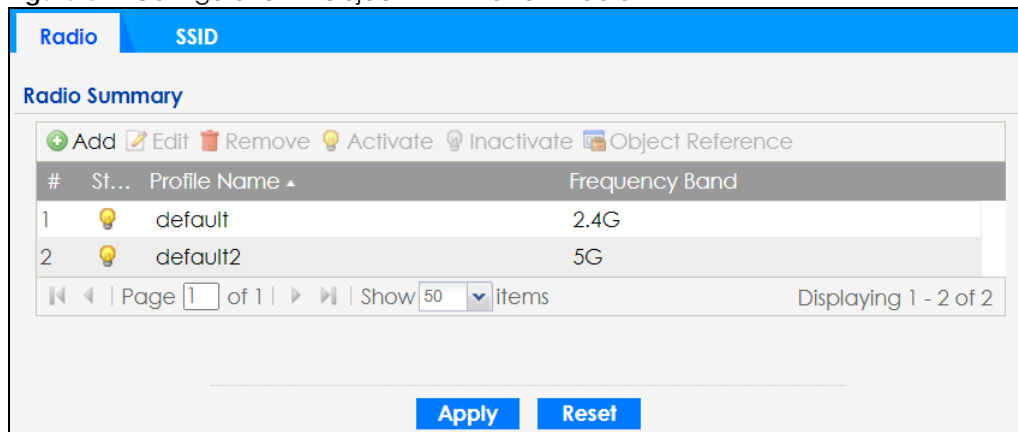 Radio SSID
Radio Summary
Add Edit Remove Activate Inactivate Object Reference
# St... Profile Name Frequency Band
1 default 2.4G
2 default2 5G
Page 1 of 1 Show 50 items Displaying 1 - 2 of 2
Apply Reset